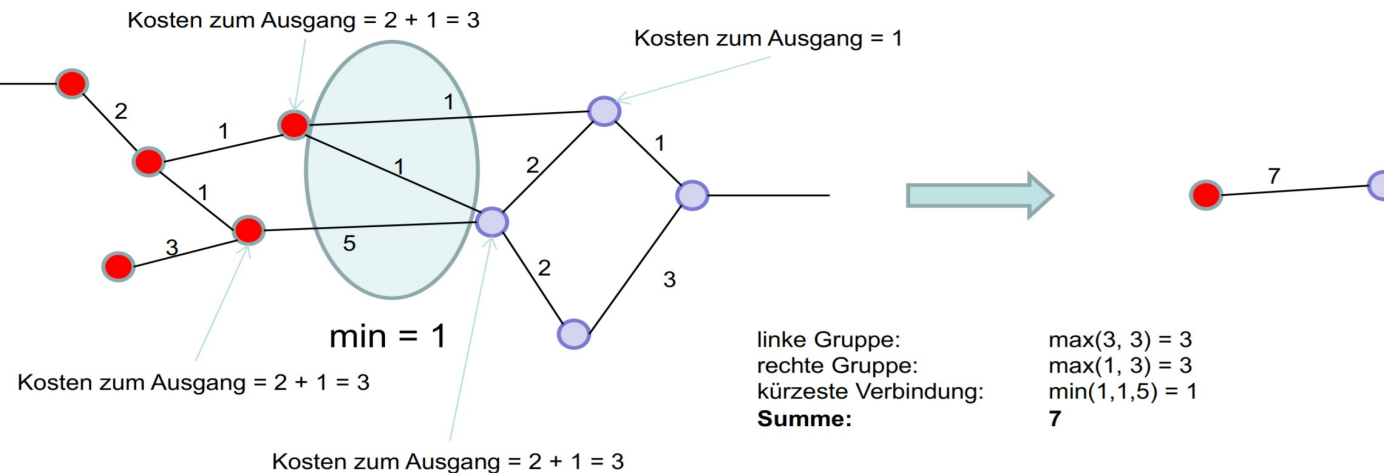 Kosten zum Ausgang = 2 + 1 = 3
Kosten zum Ausgang = 1
2
1
1
1
1
3
5
2
1
2
3
7
min = 1
Kosten zum Ausgang = 2 + 1 = 3
Kosten zum Ausgang = 2 + 1 = 3
linke Gruppe: max(3, 3) = 3
rechte Gruppe: max(1, 3) = 3
kürzeste Verbindung: min(1,1,5) = 1
Summe: 7